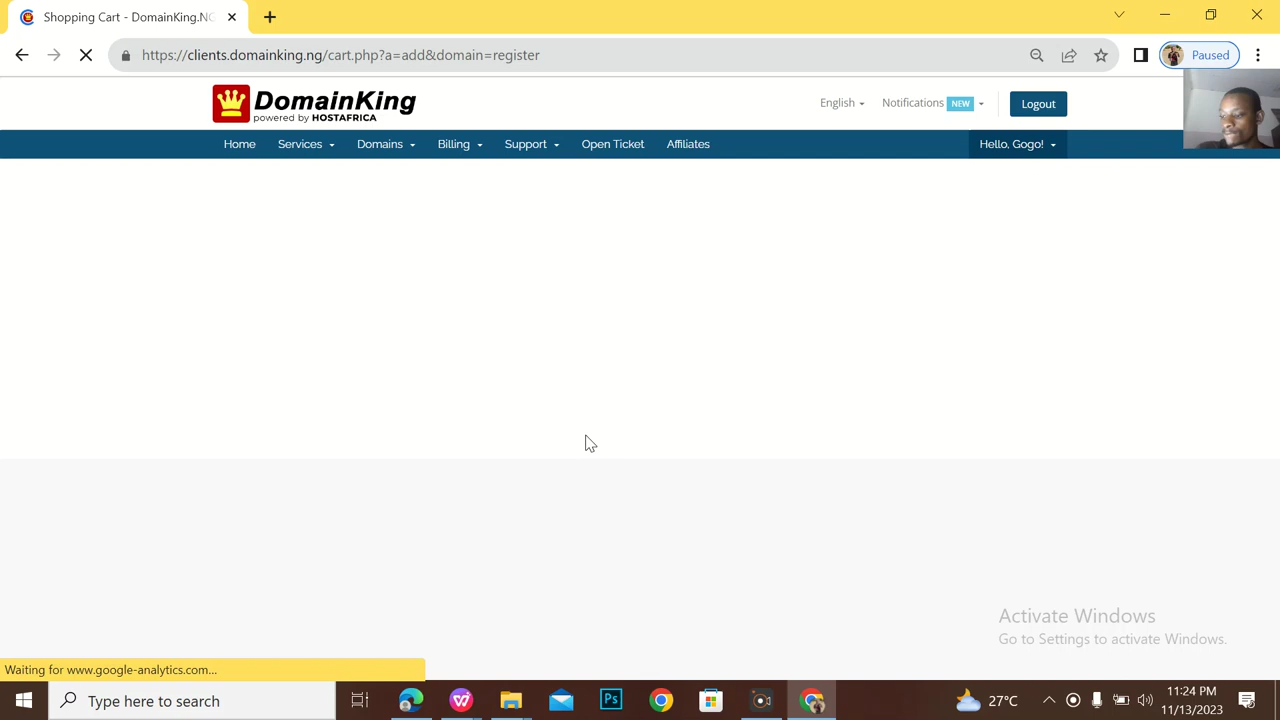 Shopping Cart - DomainKing.NG
https://clients.domainking.ng/cart.php?a=add&domain=register
Paused
DomainKing
powered by HOSTAFRICA
English
Notifications NEW
Logout
Home Services Domains Billing Support Open Ticket Affiliates Hello, Gogo!
Activate Windows
Go to Settings to activate Windows.
Waiting for www.google-analytics.com...
Type here to search
Ps
27°C
11:24 PM
11/13/2023